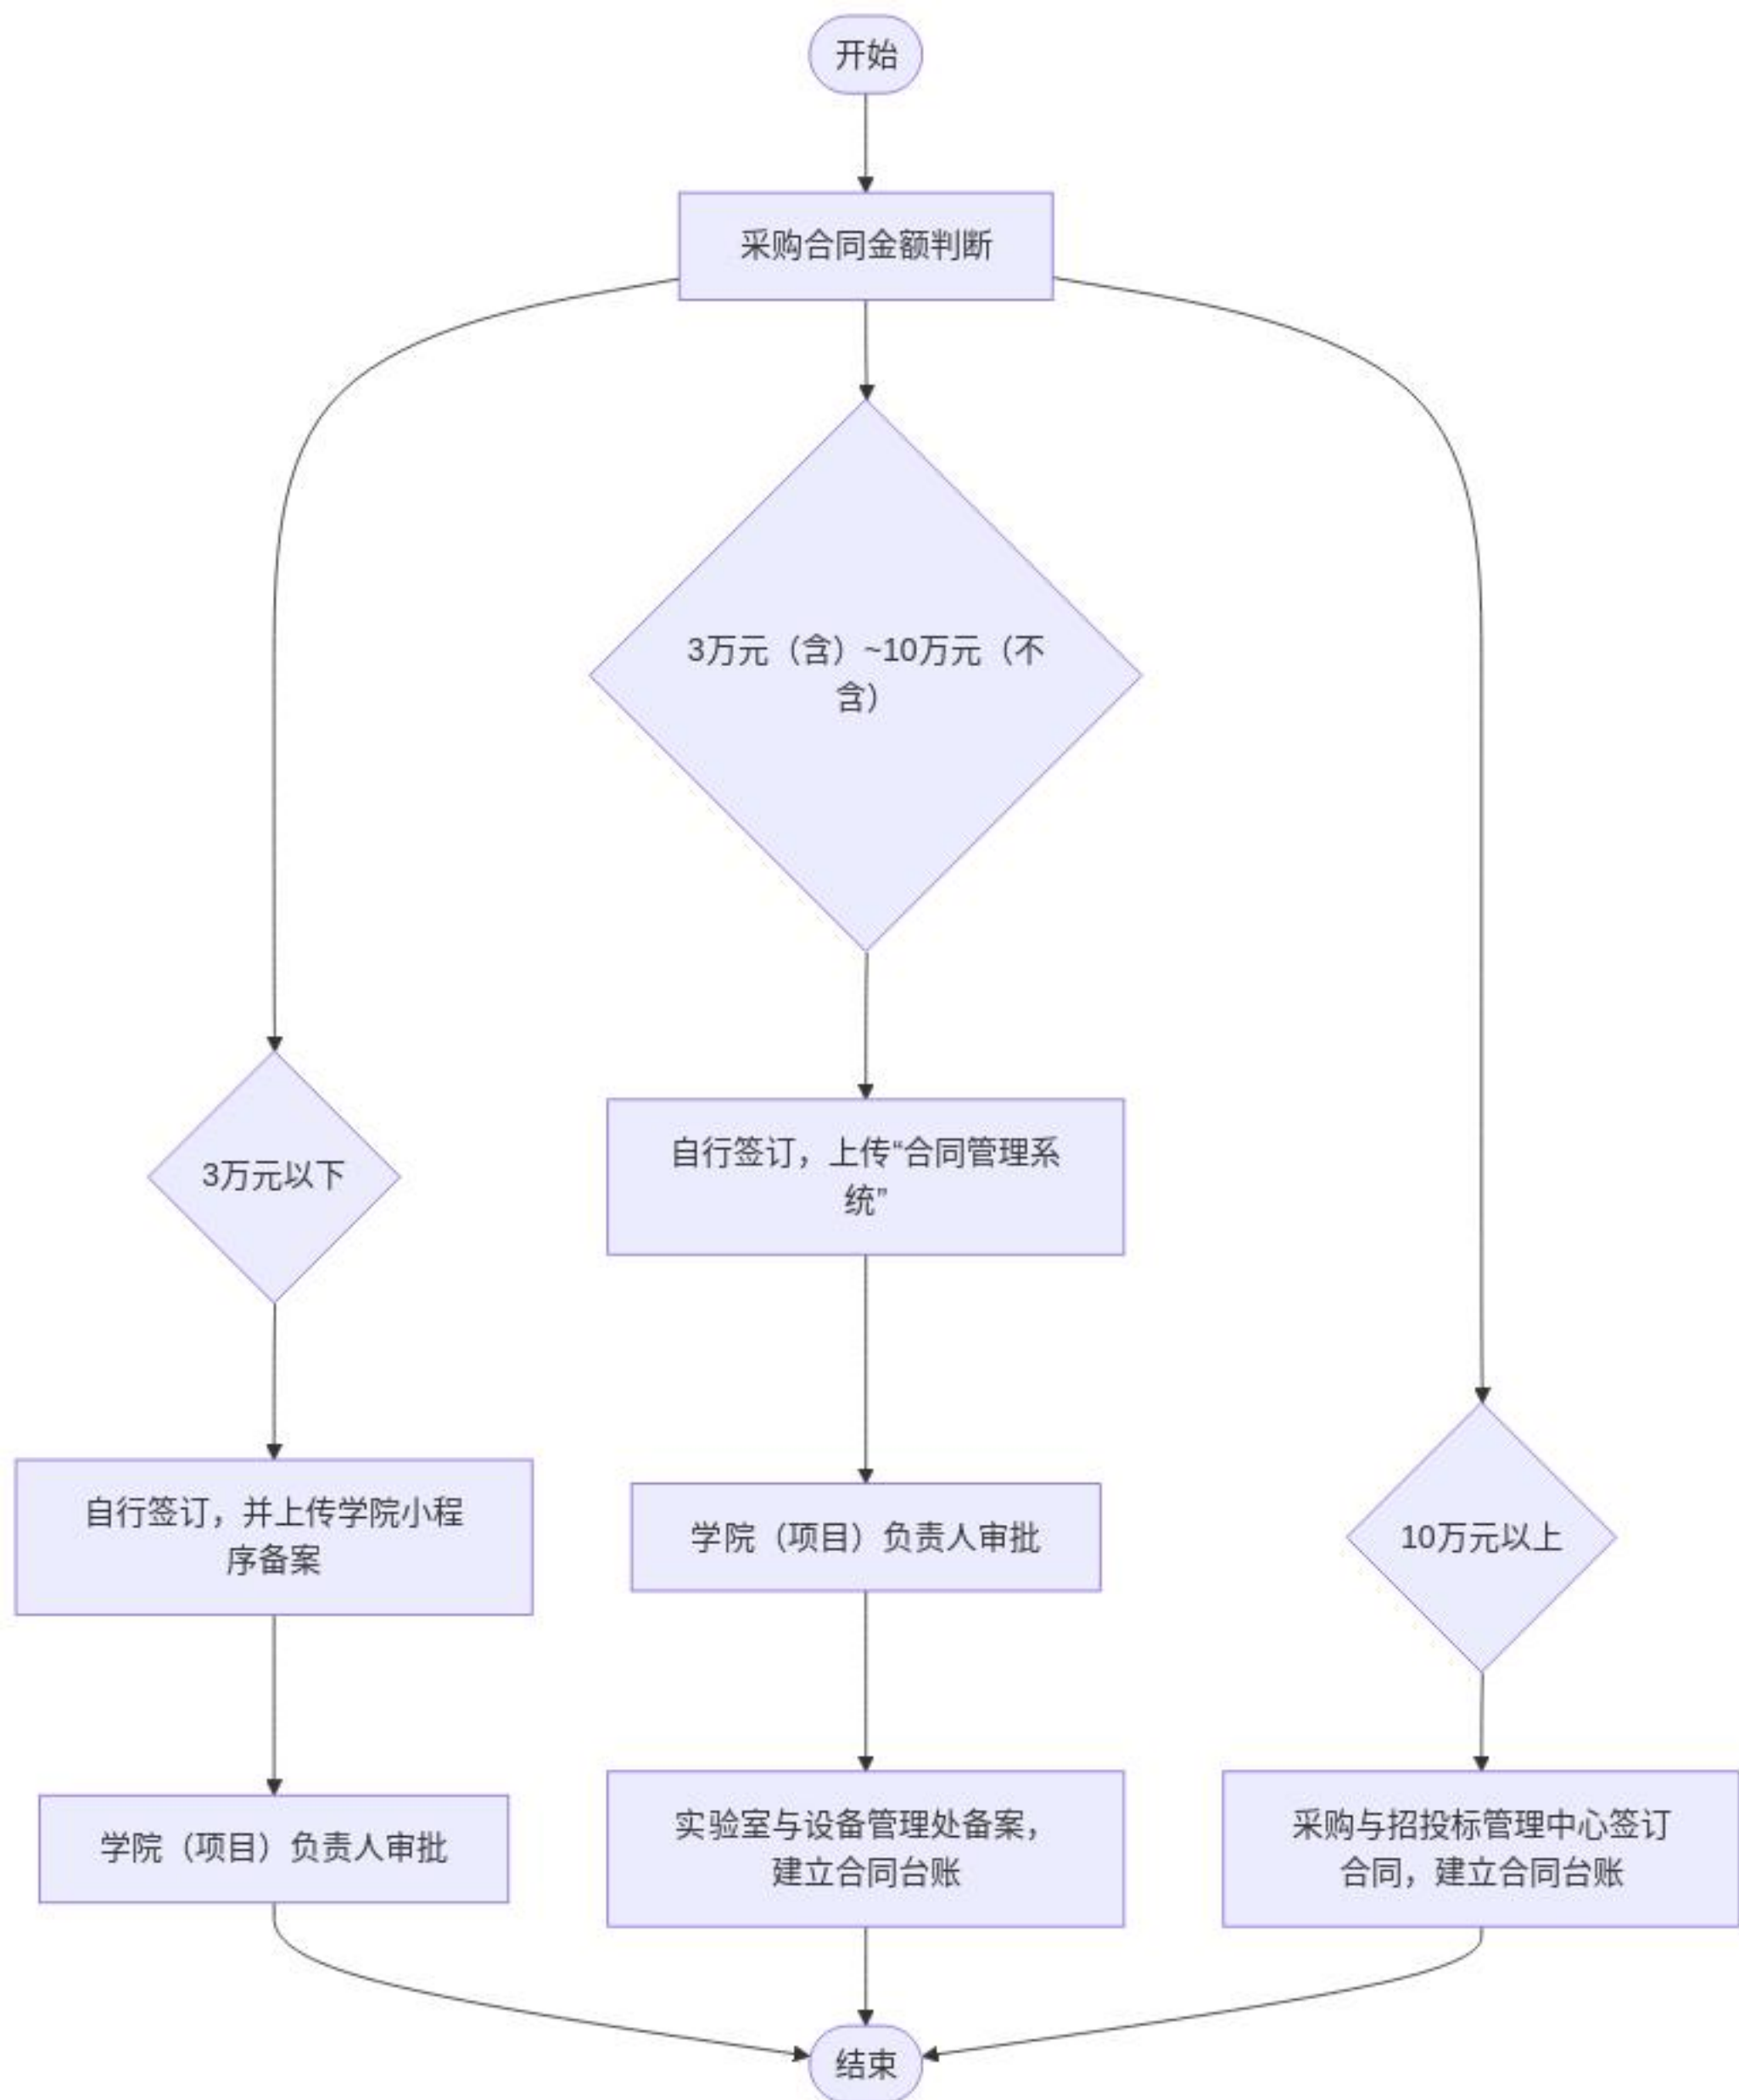 开始
采购合同金额判断
3万元（含）~10万元（不
含）
3万元以下
自行签订，上传“合同管理系
统”
自行签订，并上传学院小程
序备案
学院（项目）负责人审批
10万元以上
学院（项目）负责人审批
实验室与设备管理处备案，
建立合同台账
采购与招投标管理中心签订
合同，建立合同台账
结束